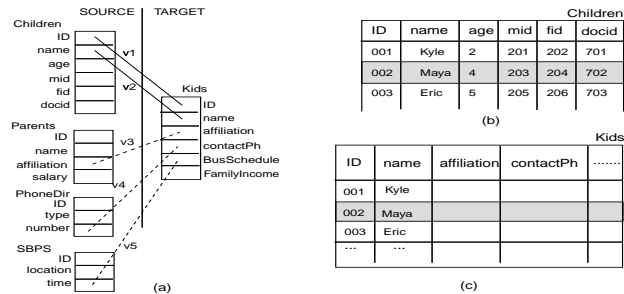 SOURCE TARGET
Children
ID
name
age
mid
fid
docid
v1
v2
Kids
ID
name
affiliation
contactPh
BusSchedule
FamilyIncome
Parents
ID
name
affiliation
salary
v3
v4
PhoneDir
ID
type
number
v5
SBPS
ID
location
time
(a)
Children
ID name age mid fid docid
001 Kyle 2 201 202 701
002 Maya 4 203 204 702
003 Eric 5 205 206 703
(b)
Kids
ID name affiliation contactPh .......
001 Kyle
002 Maya
003 Eric
... ...
(c)